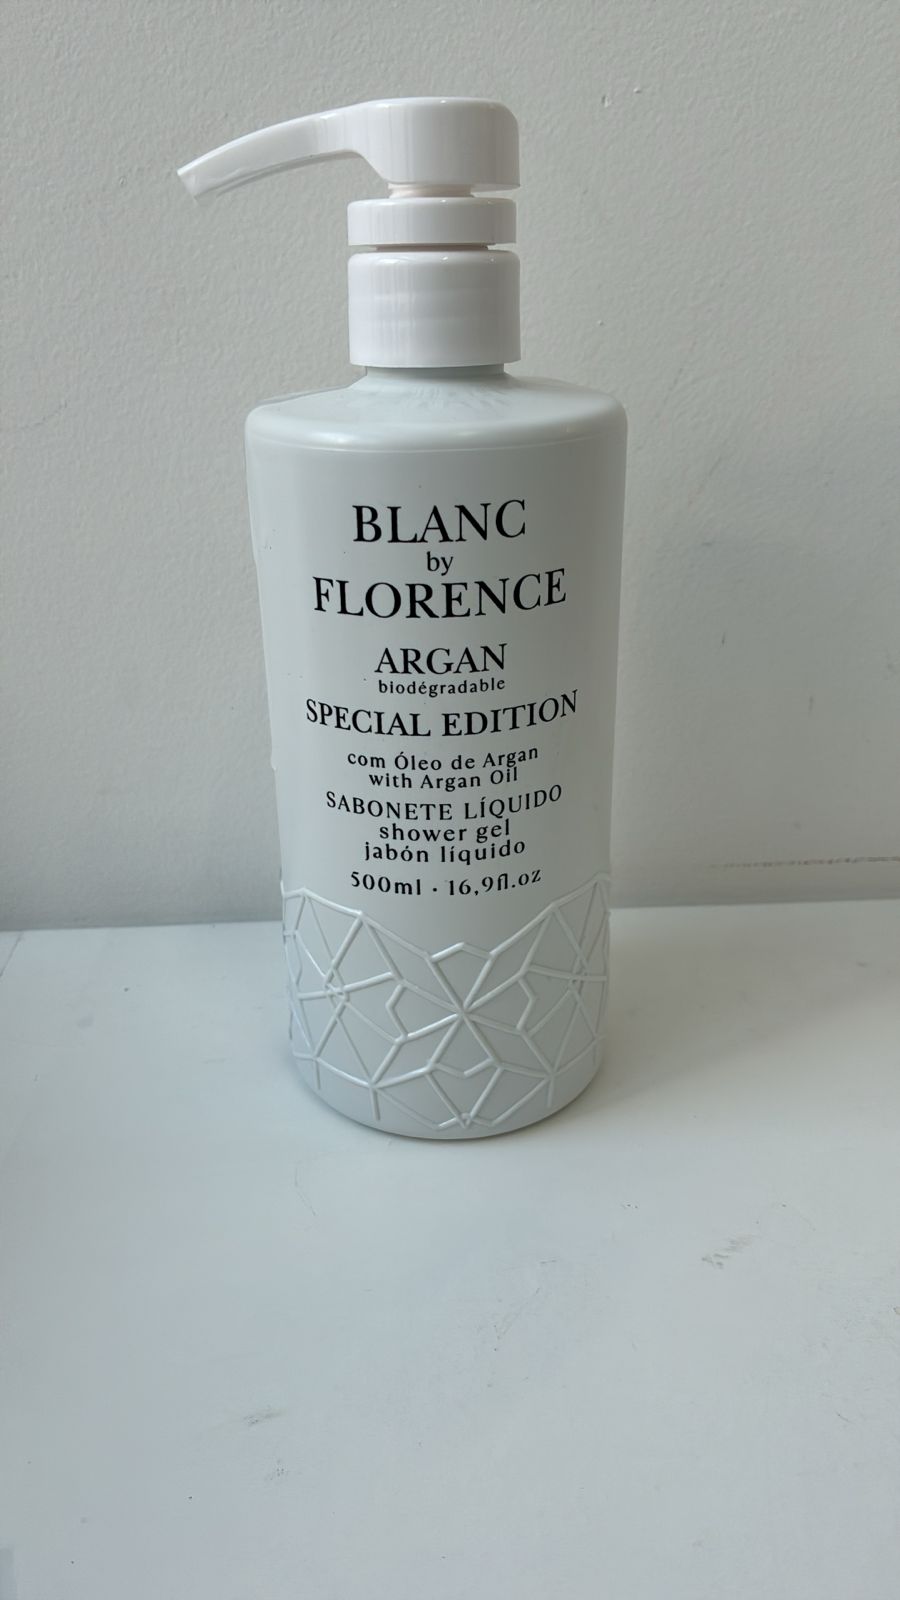 BLANC
by
FLORENCE
ARGAN
biodégradable
SPECIAL EDITION
com Óleo de Argan
with Argan Oil
SABONETE LÍQUIDO
shower gel
jabón líquido
500ml · 16,9fl.oz